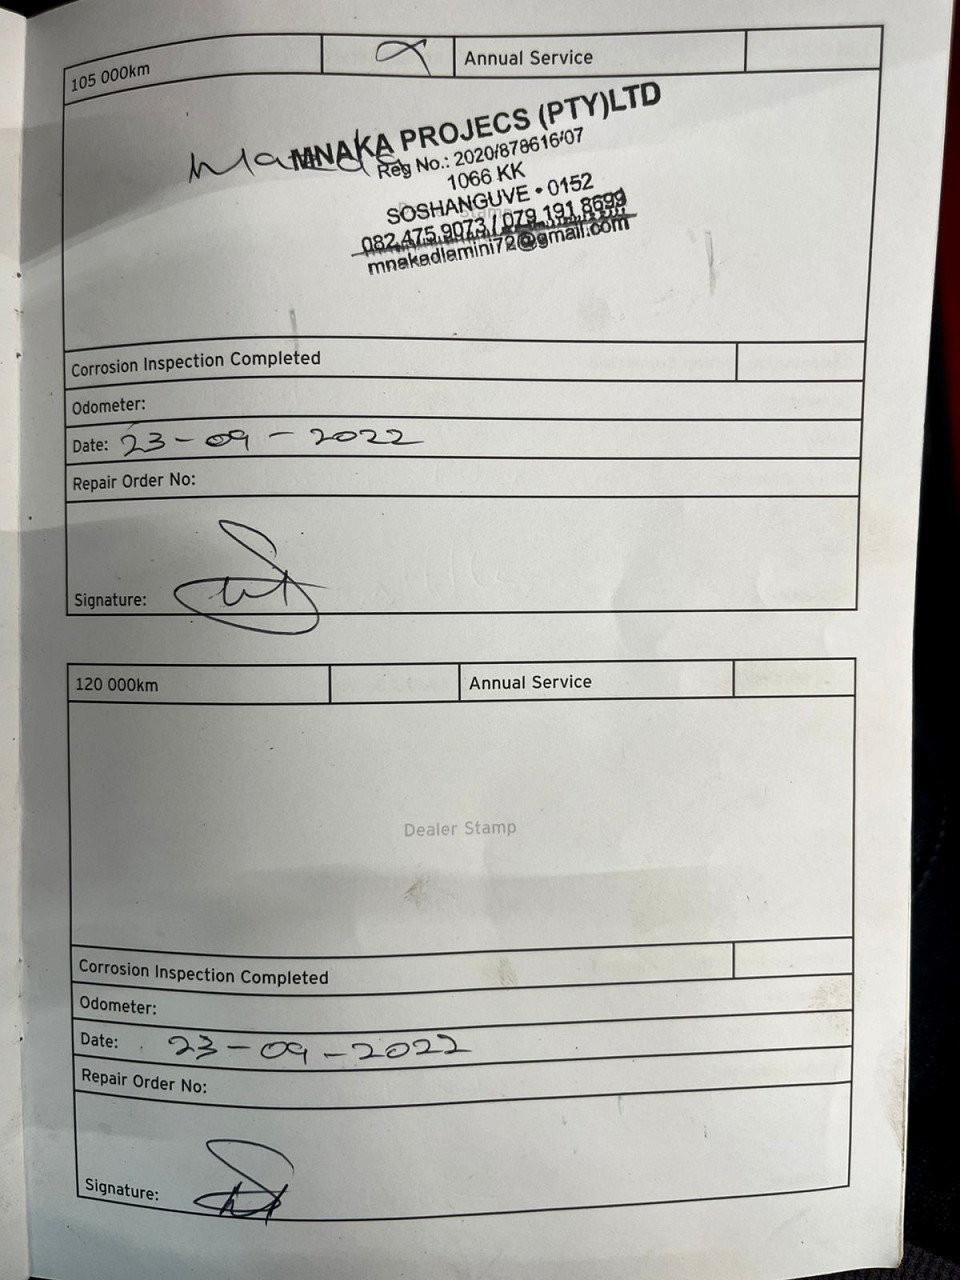 105 000km Annual Service
MNAKA PROJECS (PTY)LTD
Reg No.: 2020/878616/07
1066 KK
SOSHANGUVE • 0152
082.475.9073 / 079.191.8699
mnakadlamini72@gmail.com
Corrosion Inspection Completed
Odometer:
Date: 23-09-2022
Repair Order No:
Signature:
120 000km Annual Service
Dealer Stamp
Corrosion Inspection Completed
Odometer:
Date: 23-09-2022
Repair Order No:
Signature: